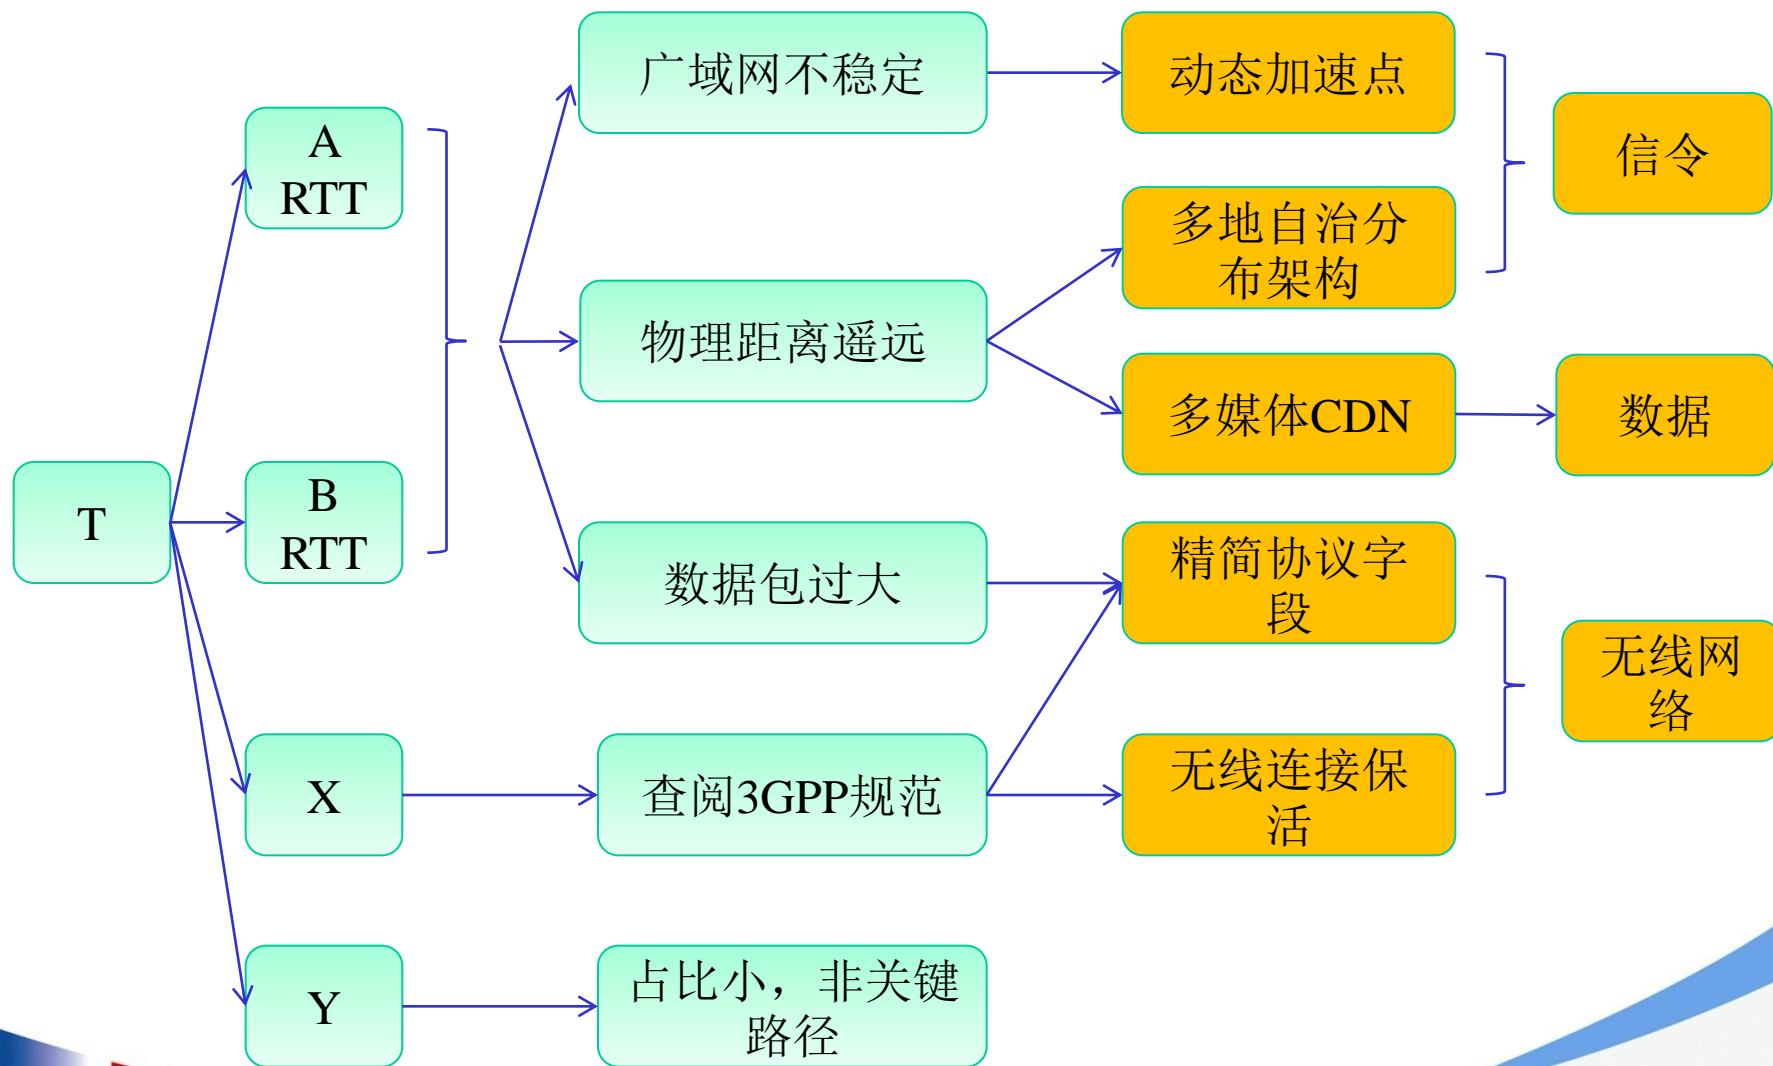 T
A
RTT
B
RTT
X
Y
广域网不稳定
物理距离遥远
数据包过大
查阅3GPP规范
占比小，非关键
路径
动态加速点
多地自治分
布架构
多媒体CDN
精简协议字
段
无线连接保
活
信令
数据
无线网
络